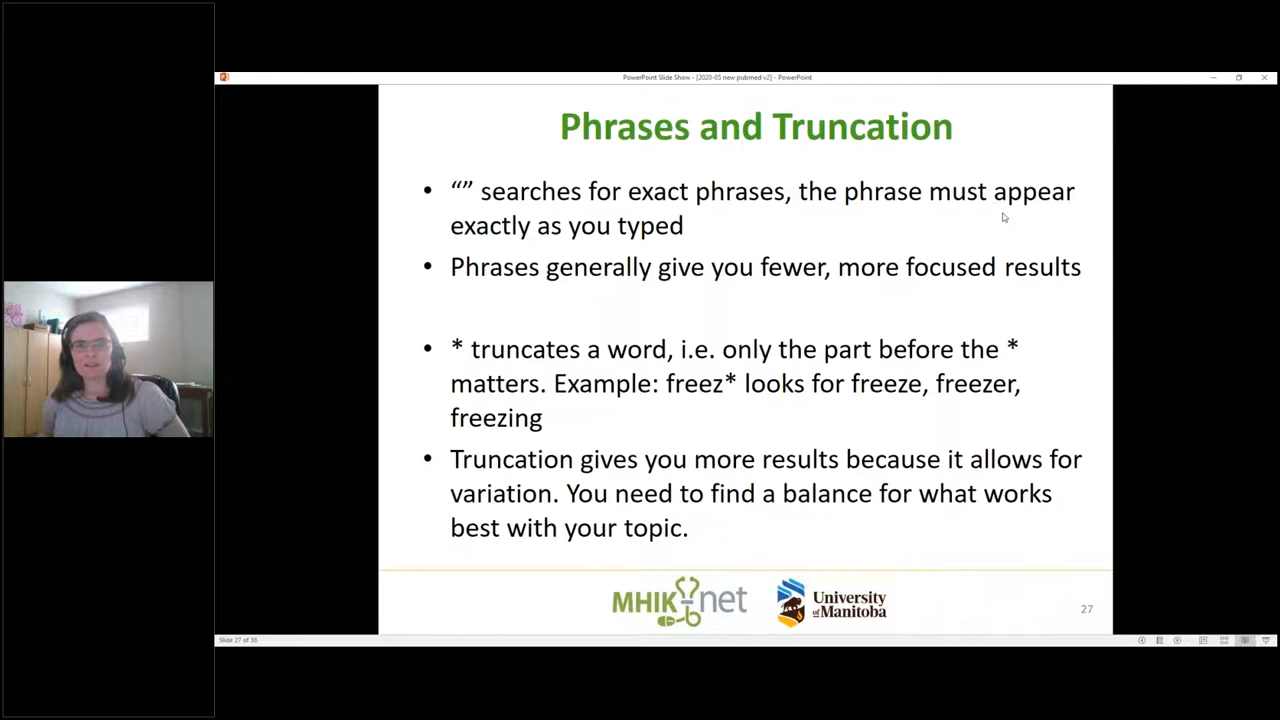 PowerPoint Slide Show - [2020-05 new pubmed v2] - PowerPoint
Phrases and Truncation
• “” searches for exact phrases, the phrase must appear
exactly as you typed
• Phrases generally give you fewer, more focused results
• * truncates a word, i.e. only the part before the *
matters. Example: freez* looks for freeze, freezer,
freezing
• Truncation gives you more results because it allows for
variation. You need to find a balance for what works
best with your topic.
MHIKnet
University
of Manitoba
27
Slide 27 of 36